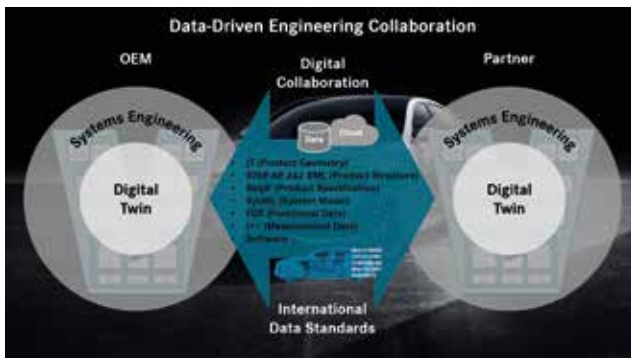 Data-Driven Engineering Collaboration
OEM
Digital
Collaboration
Partner
Systems Engineering
Digital
Twin
Data
Cloud
• JT (Product Geometry)
• STEP AP 242 XML (Product Structure)
• ReqIF (Product Specification)
• SysML (System Model)
• FDX (Functional Data)
• I++ (Measurement Data)
• Software
Systems Engineering
Digital
Twin
International
Data Standards